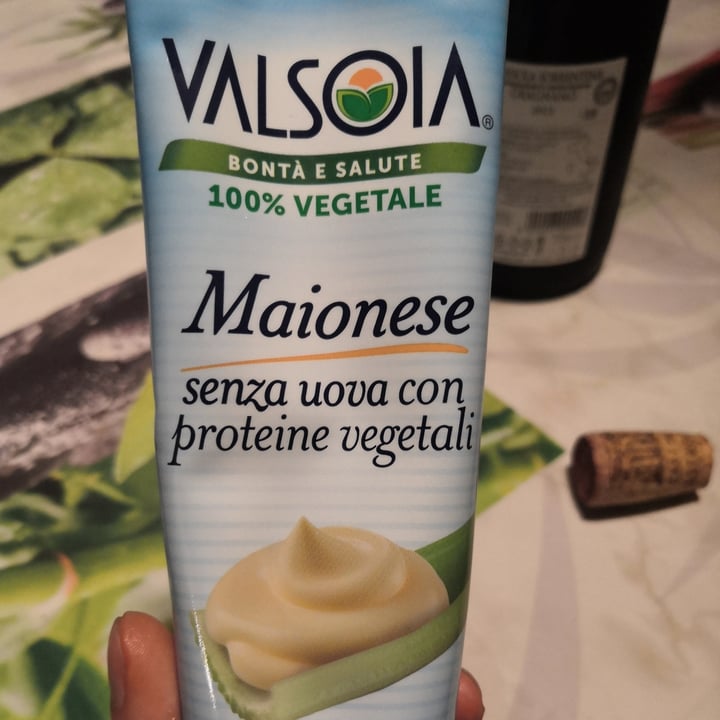 VALSOIA®
BONTÀ E SALUTE
100% VEGETALE
Maionese
senza uova con
proteine vegetali